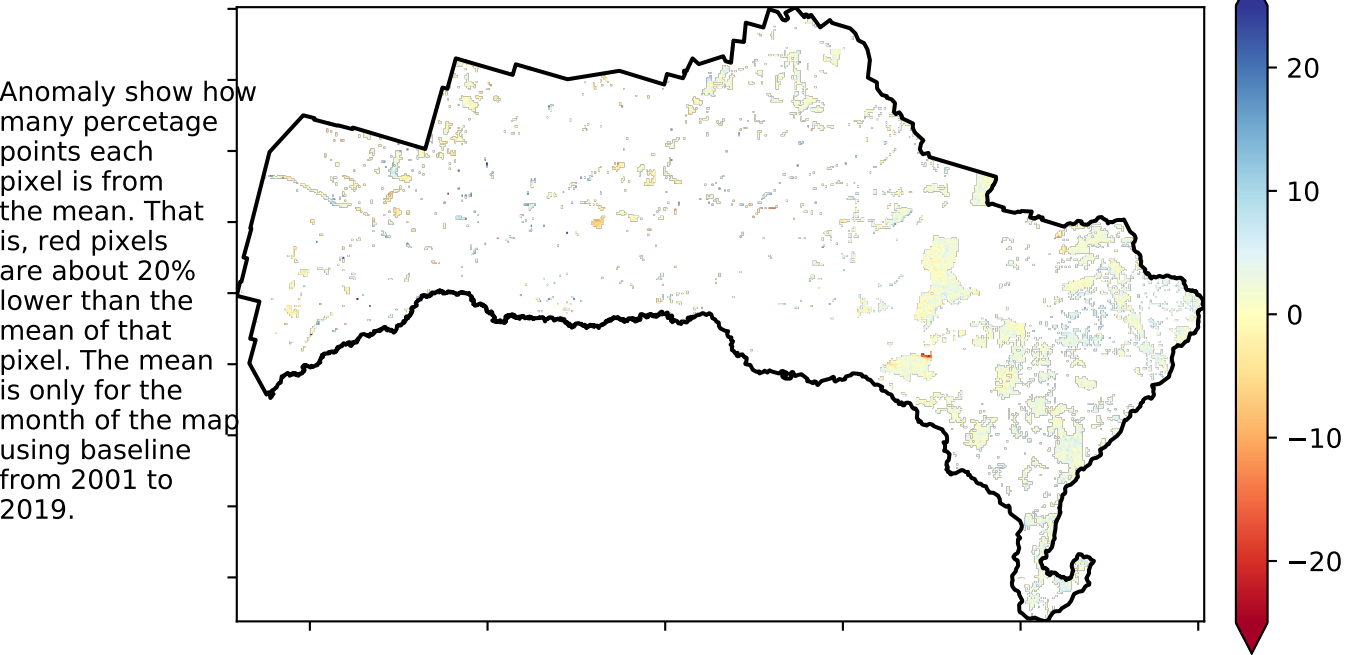 Anomaly show how
many percetage
points each
pixel is from
the mean. That
is, red pixels
are about 20%
lower than the
mean of that
pixel. The mean
is only for the
month of the map
using baseline
from 2001 to
2019.
20
10
0
−10
−20